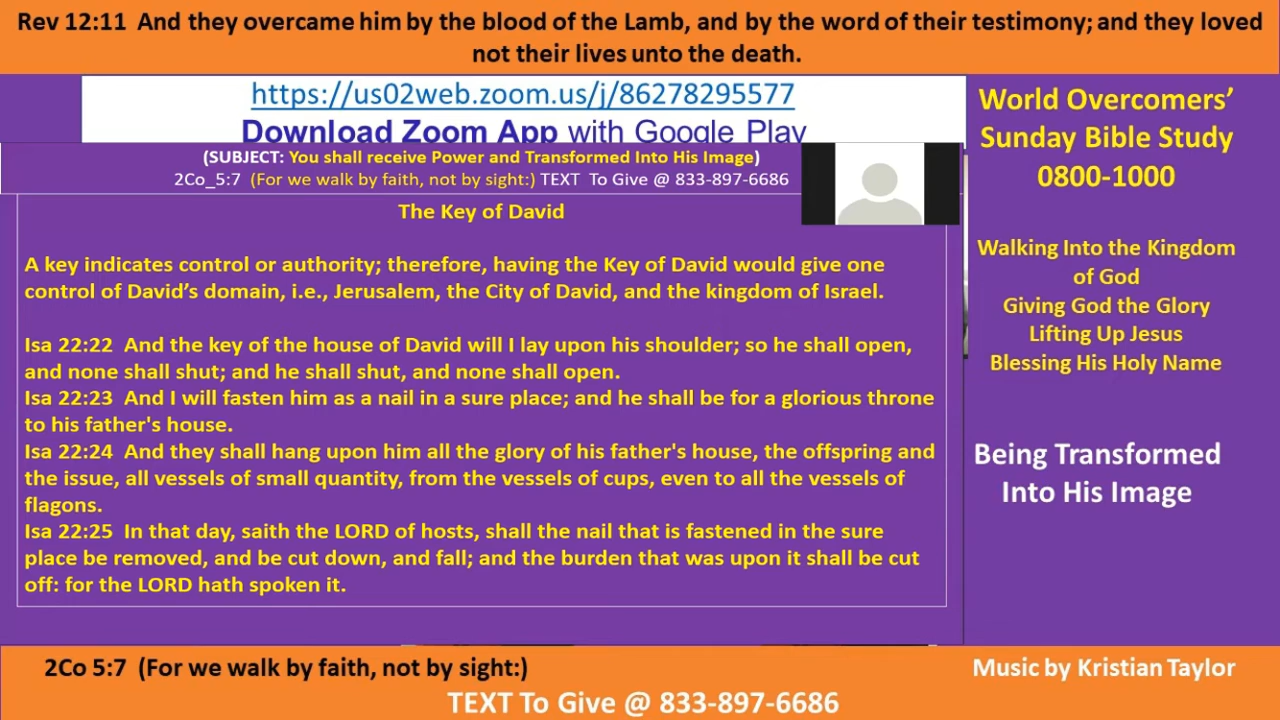 Rev 12:11  And they overcame him by the blood of the Lamb, and by the word of their testimony; and they loved
not their lives unto the death.
https://us02web.zoom.us/j/86278295577
Download Zoom App with Google Play
(SUBJECT: You shall receive Power and Transformed Into His Image)
2Co_5:7  (For we walk by faith, not by sight:) TEXT  To Give @ 833-897-6686
The Key of David
A key indicates control or authority; therefore, having the Key of David would give one
control of David’s domain, i.e., Jerusalem, the City of David, and the kingdom of Israel.
Isa 22:22  And the key of the house of David will I lay upon his shoulder; so he shall open,
and none shall shut; and he shall shut, and none shall open.
Isa 22:23  And I will fasten him as a nail in a sure place; and he shall be for a glorious throne
to his father's house.
Isa 22:24  And they shall hang upon him all the glory of his father's house, the offspring and
the issue, all vessels of small quantity, from the vessels of cups, even to all the vessels of
flagons.
Isa 22:25  In that day, saith the LORD of hosts, shall the nail that is fastened in the sure
place be removed, and be cut down, and fall; and the burden that was upon it shall be cut
off: for the LORD hath spoken it.
World Overcomers’
Sunday Bible Study
0800-1000
Walking Into the Kingdom
of God
Giving God the Glory
Lifting Up Jesus
Blessing His Holy Name
Being Transformed
Into His Image
2Co 5:7  (For we walk by faith, not by sight:)
Music by Kristian Taylor
TEXT To Give @ 833-897-6686